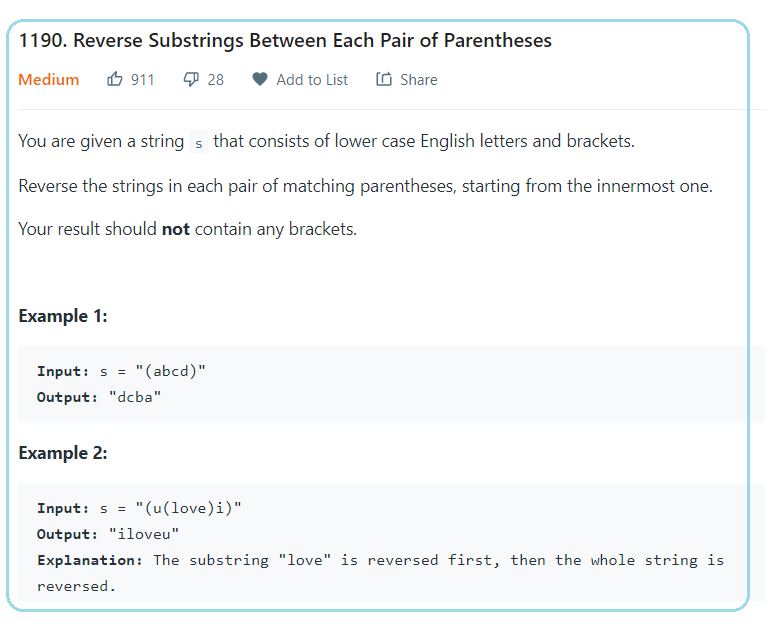 1190. Reverse Substrings Between Each Pair of Parentheses
Medium 911 28 Add to List Share
You are given a string s that consists of lower case English letters and brackets.
Reverse the strings in each pair of matching parentheses, starting from the innermost one.
Your result should not contain any brackets.
Example 1:
Input: s = "(abcd)"
Output: "dcba"
Example 2:
Input: s = "(u(love)i)"
Output: "iloveu"
Explanation: The substring "love" is reversed first, then the whole string is
reversed.